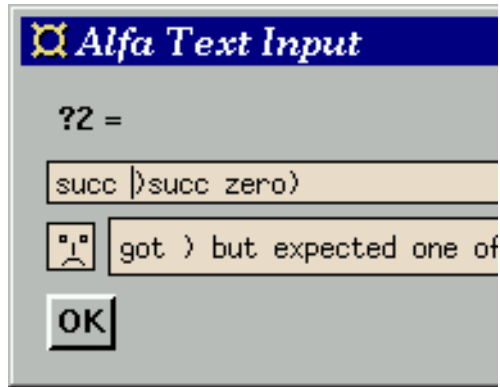 Alfa Text Input
?2 =
succ )succ zero)
got ) but expected one of
OK